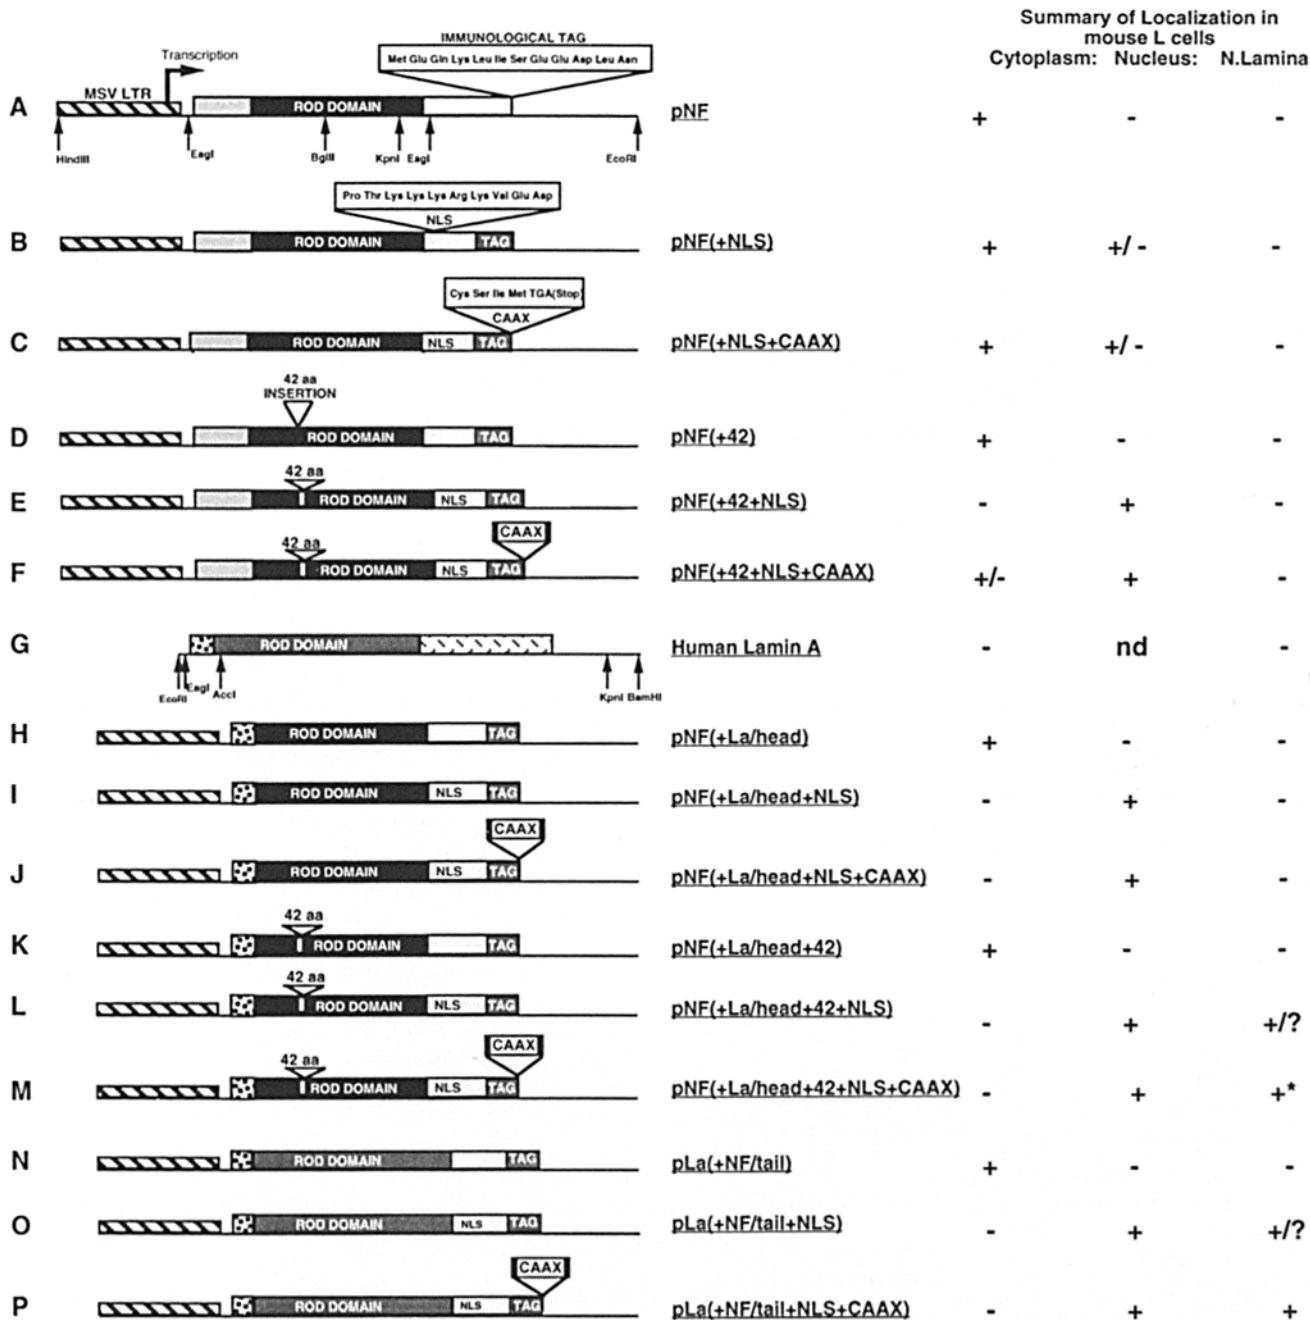 Summary of Localization in
mouse L cells
Cytoplasm: Nucleus: N.Lamina
IMMUNOLOGICAL TAG
Met Glu Gln Lys Leu Ile Ser Glu Glu Asp Leu Asn
Transcription
MSV LTR
A ROD DOMAIN pNF + - -
HindIII EagI BglII KpnI EagI EcoRI
Pro Thr Lys Lys Lys Arg Lys Val Glu Asp
NLS
B ROD DOMAIN TAG pNF(+NLS) + +/- -
Cys Ser Ile Met TGA(Stop)
CAAX
C ROD DOMAIN NLS TAG pNF(+NLS+CAAX) + +/- -
42 aa
INSERTION
D ROD DOMAIN TAG pNF(+42) + - -
42 aa
E ROD DOMAIN NLS TAG pNF(+42+NLS) - + -
CAAX
42 aa
F ROD DOMAIN NLS TAG pNF(+42+NLS+CAAX) +/- + -
G ROD DOMAIN Human Lamin A - nd -
EcoRI EagI AccI KpnI BamHI
H ROD DOMAIN TAG pNF(+La/head) + - -
I ROD DOMAIN NLS TAG pNF(+La/head+NLS) - + -
CAAX
J ROD DOMAIN NLS TAG pNF(+La/head+NLS+CAAX) - + -
42 aa
K ROD DOMAIN TAG pNF(+La/head+42) + - -
42 aa
L ROD DOMAIN NLS TAG pNF(+La/head+42+NLS) - + +/?
CAAX
42 aa
M ROD DOMAIN NLS TAG pNF(+La/head+42+NLS+CAAX) - + +*
N ROD DOMAIN TAG pLa(+NF/tail) + - -
O ROD DOMAIN NLS TAG pLa(+NF/tail+NLS) - + +/?
CAAX
P ROD DOMAIN NLS TAG pLa(+NF/tail+NLS+CAAX) - + +